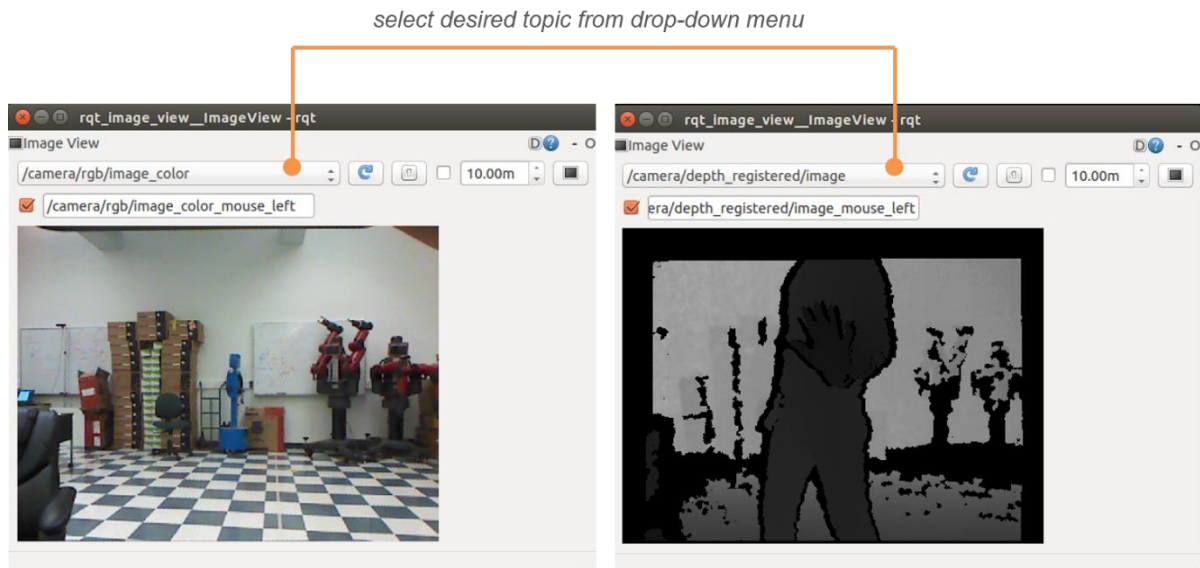 select desired topic from drop-down menu
rqt_image_view__ImageView - rqt
Image View
D ? - O
/camera/rgb/image_color
10.00m
/camera/rgb/image_color_mouse_left
rqt_image_view__ImageView - rqt
Image View
D ? - O
/camera/depth_registered/image
10.00m
era/depth_registered/image_mouse_left